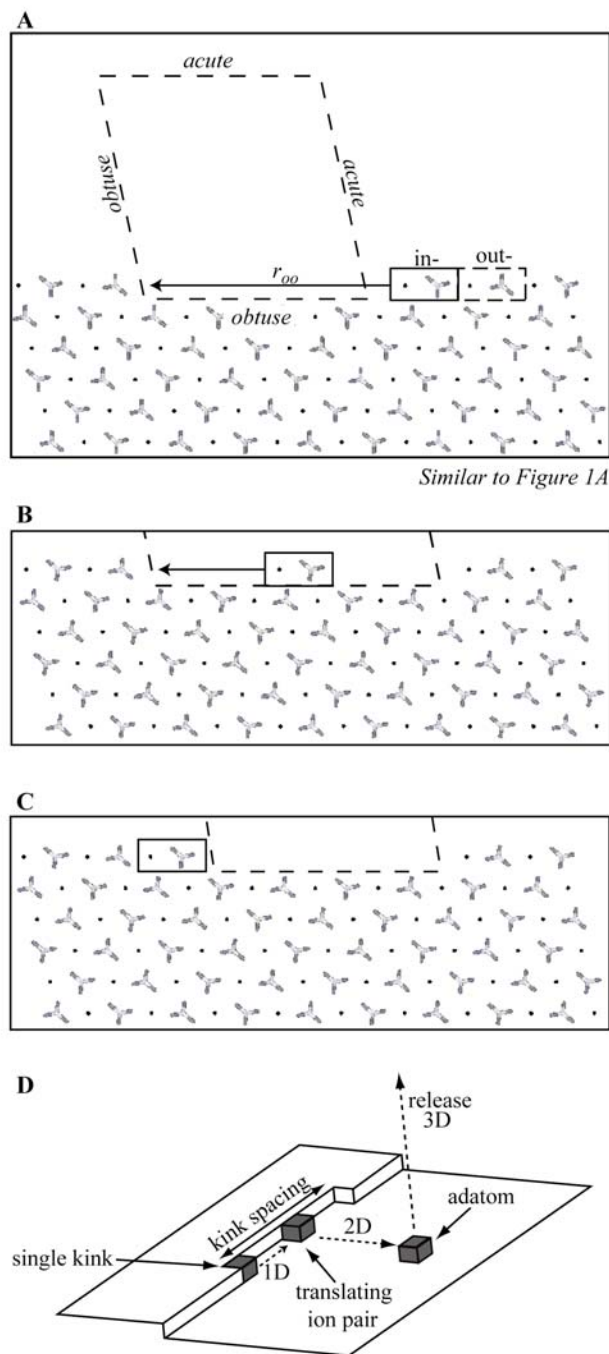 A
acute
obtuse
acute
r_oo
in-
out-
obtuse
Similar to Figure 1A
B
C
D
release
3D
adatom
kink spacing
2D
single kink
1D
translating
ion pair